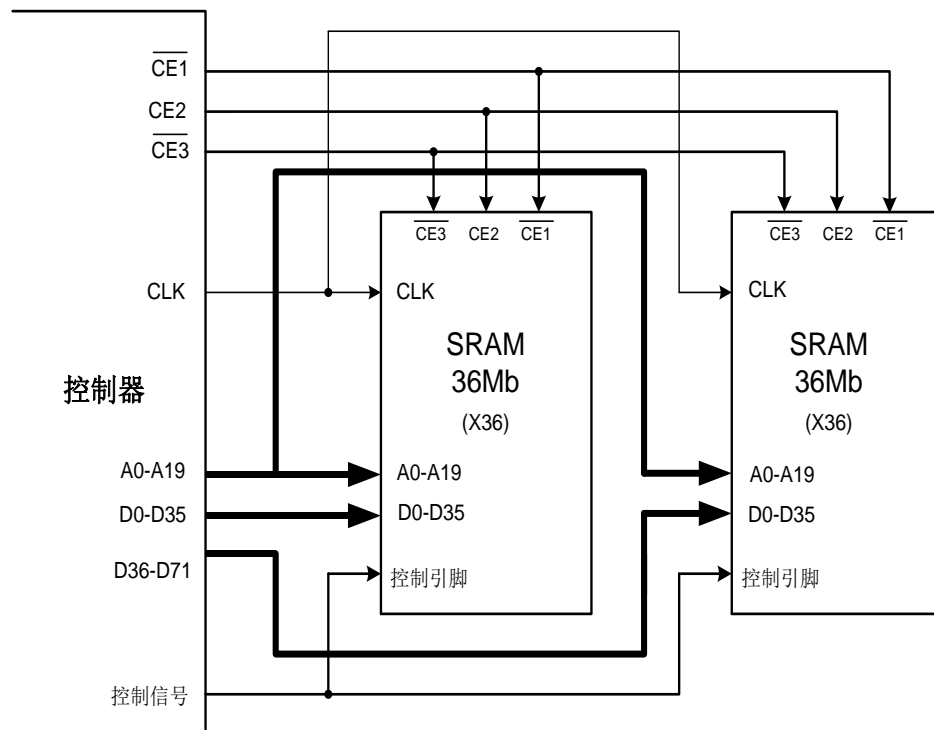 CE1
CE2
CE3
CLK
控制器
A0-A19
D0-D35
D36-D71
控制信号
CE3 CE2 CE1
CLK
SRAM
36Mb
(X36)
A0-A19
D0-D35
控制引脚
CE3 CE2 CE1
CLK
SRAM
36Mb
(X36)
A0-A19
D0-D35
控制引脚